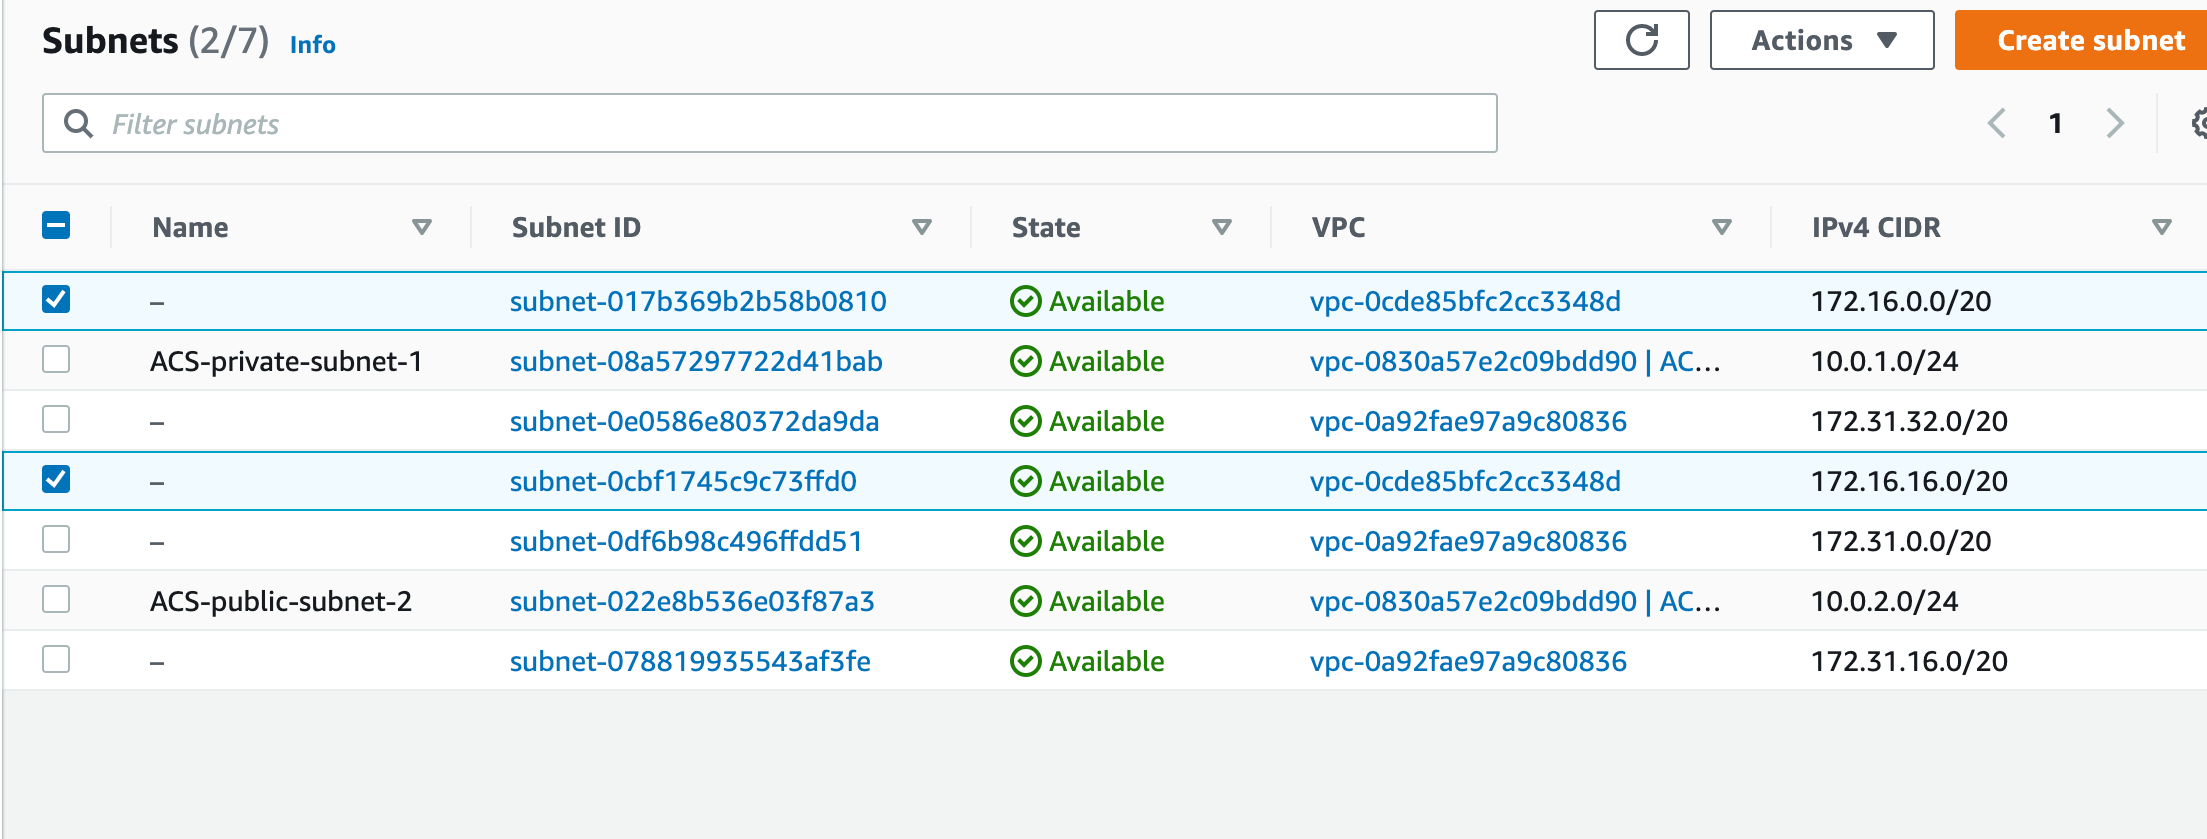 Subnets (2/7) Info
Actions
Create subnet
Filter subnets
1
Name Subnet ID State VPC IPv4 CIDR
– subnet-017b369b2b58b0810 Available vpc-0cde85bfc2cc3348d 172.16.0.0/20
ACS-private-subnet-1 subnet-08a57297722d41bab Available vpc-0830a57e2c09bdd90 | AC... 10.0.1.0/24
– subnet-0e0586e80372da9da Available vpc-0a92fae97a9c80836 172.31.32.0/20
– subnet-0cbf1745c9c73ffd0 Available vpc-0cde85bfc2cc3348d 172.16.16.0/20
– subnet-0df6b98c496ffdd51 Available vpc-0a92fae97a9c80836 172.31.0.0/20
ACS-public-subnet-2 subnet-022e8b536e03f87a3 Available vpc-0830a57e2c09bdd90 | AC... 10.0.2.0/24
– subnet-078819935543af3fe Available vpc-0a92fae97a9c80836 172.31.16.0/20